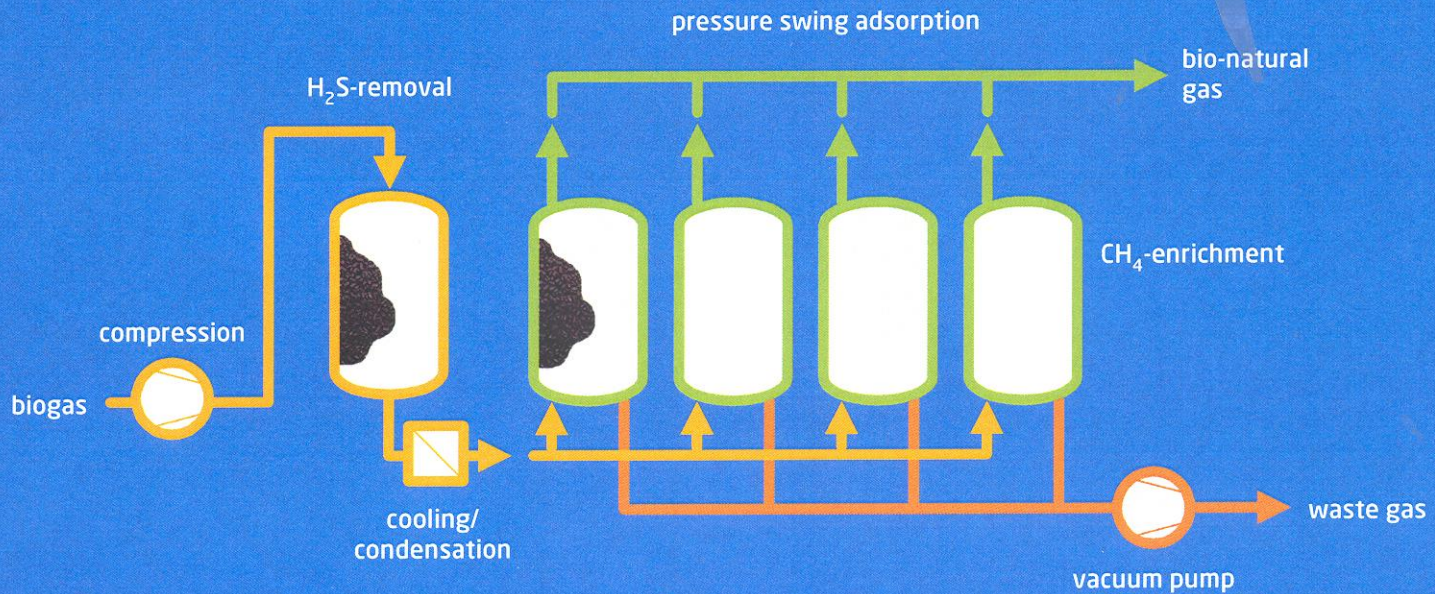 pressure swing adsorption
bio-natural
gas
H₂S-removal
CH₄-enrichment
compression
biogas
cooling/
condensation
waste gas
vacuum pump